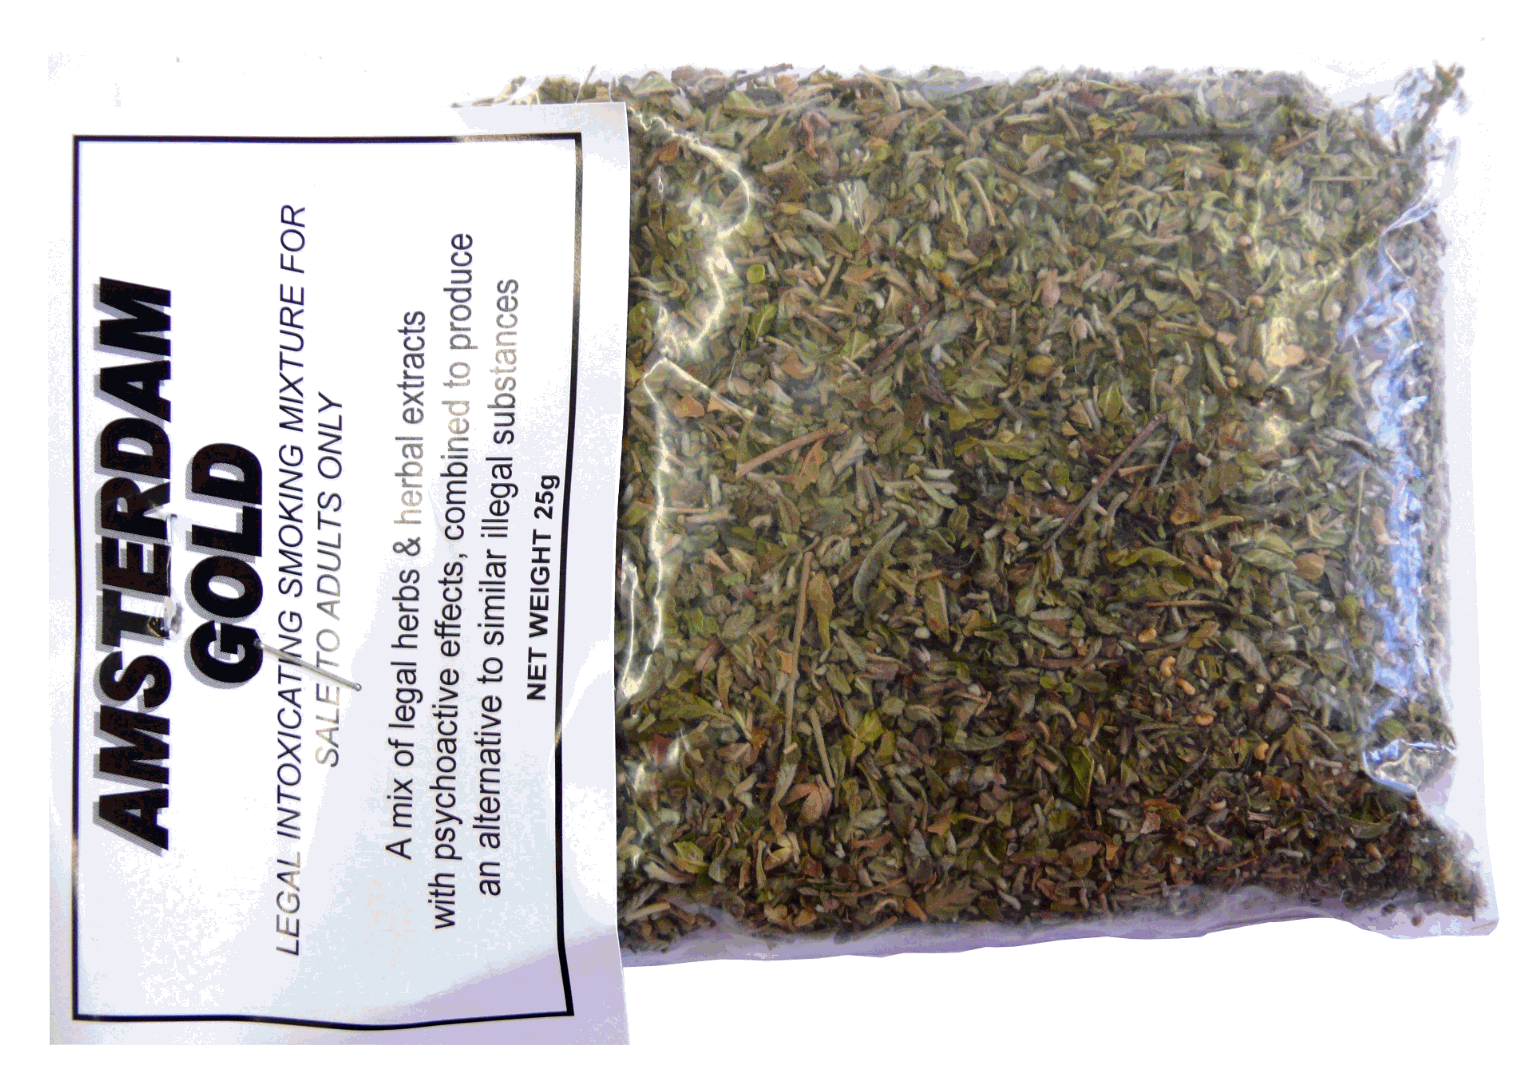 AMSTERDAM
GOLD
LEGAL INTOXICATING SMOKING MIXTURE FOR
SALE TO ADULTS ONLY
A mix of legal herbs & herbal extracts
with psychoactive effects, combined to produce
an alternative to similar illegal substances
NET WEIGHT 25g